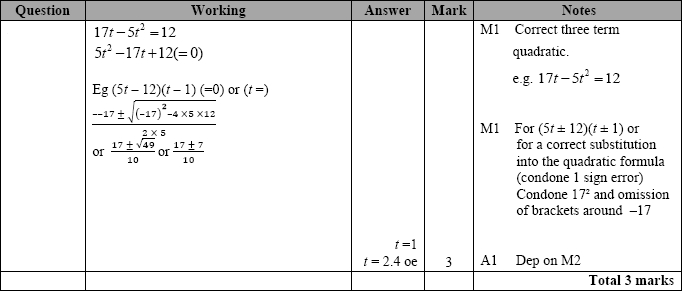 Question Working Answer Mark Notes
17t – 5t² = 12 M1 Correct three term
5t² – 17t + 12(= 0) quadratic.
e.g. 17t – 5t² = 12
Eg (5t – 12)(t – 1) (=0) or (t =)
--17 ± √((-17)² -4 ×5 ×12) / 2 × 5 M1 For (5t ± 12)(t ± 1) or
or (17 ± √49)/10 or (17 ± 7)/10 for a correct substitution
into the quadratic formula
(condone 1 sign error)
Condone 17² and omission
of brackets around –17
t =1
t = 2.4 oe 3 A1 Dep on M2
Total 3 marks